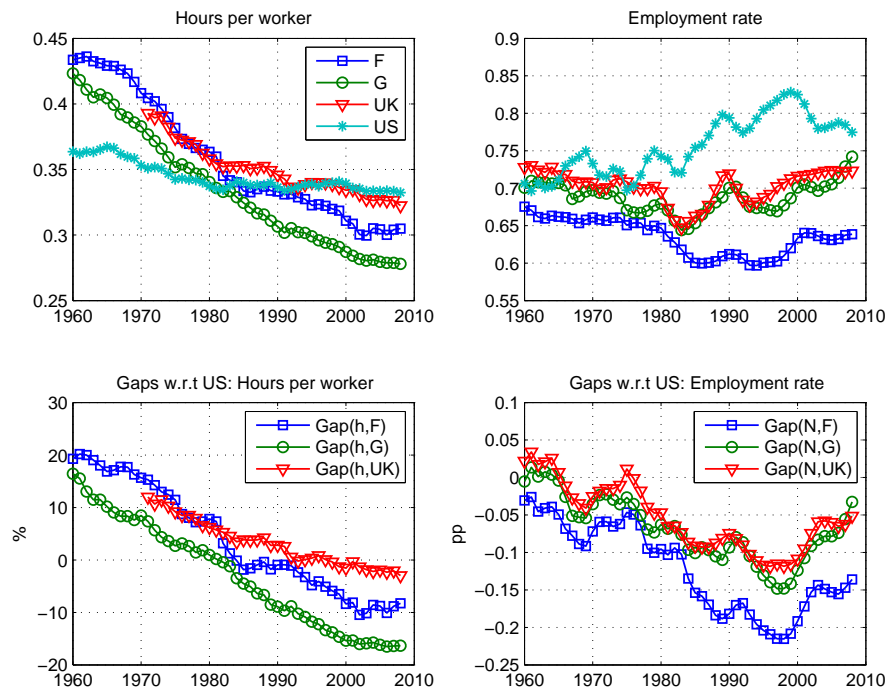 Hours per worker
0.45
0.4
0.35
0.3
0.25
1960 1970 1980 1990 2000 2010
F
G
UK
US
Employment rate
0.9
0.85
0.8
0.75
0.7
0.65
0.6
0.55
1960 1970 1980 1990 2000 2010
Gaps w.r.t US: Hours per worker
30
20
10
0
−10
−20
%
1960 1970 1980 1990 2000 2010
Gap(h,F)
Gap(h,G)
Gap(h,UK)
Gaps w.r.t US: Employment rate
0.1
0.05
0
−0.05
−0.1
−0.15
−0.2
−0.25
pp
1960 1970 1980 1990 2000 2010
Gap(N,F)
Gap(N,G)
Gap(N,UK)